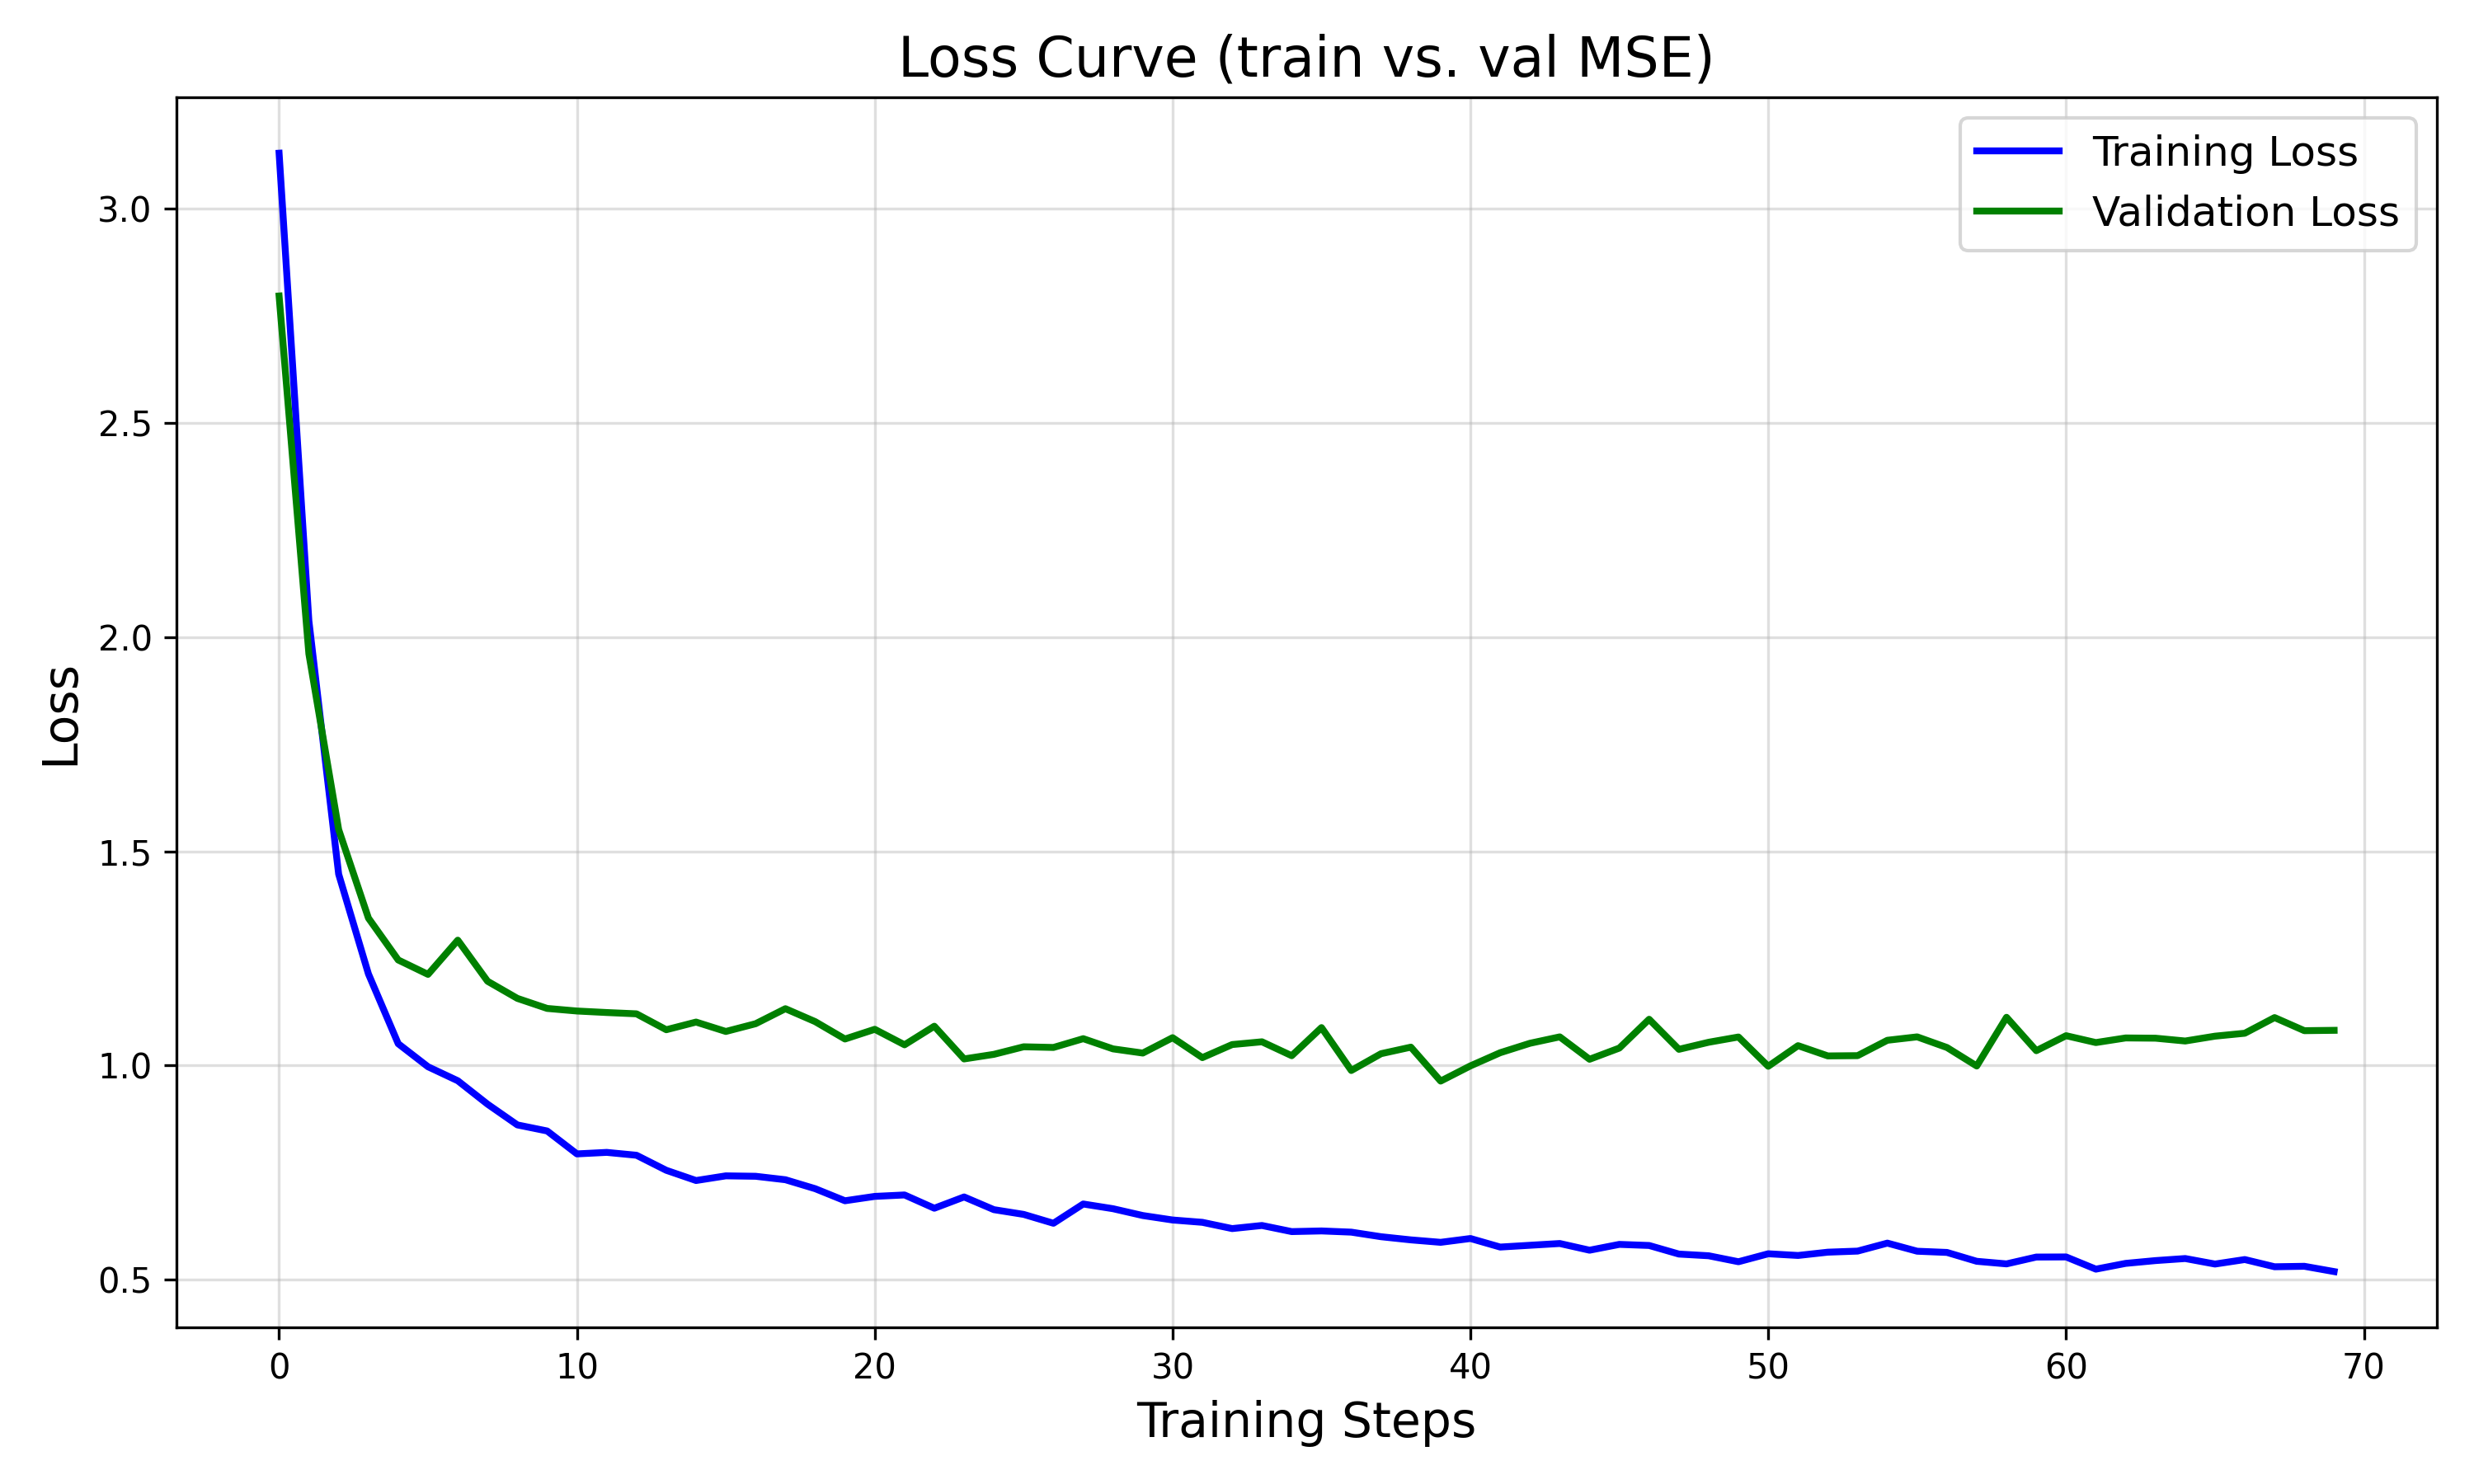 Loss Curve (train vs. val MSE)
Training Loss
Validation Loss
3.0
2.5
2.0
1.5
1.0
0.5
Loss
0 10 20 30 40 50 60 70
Training Steps